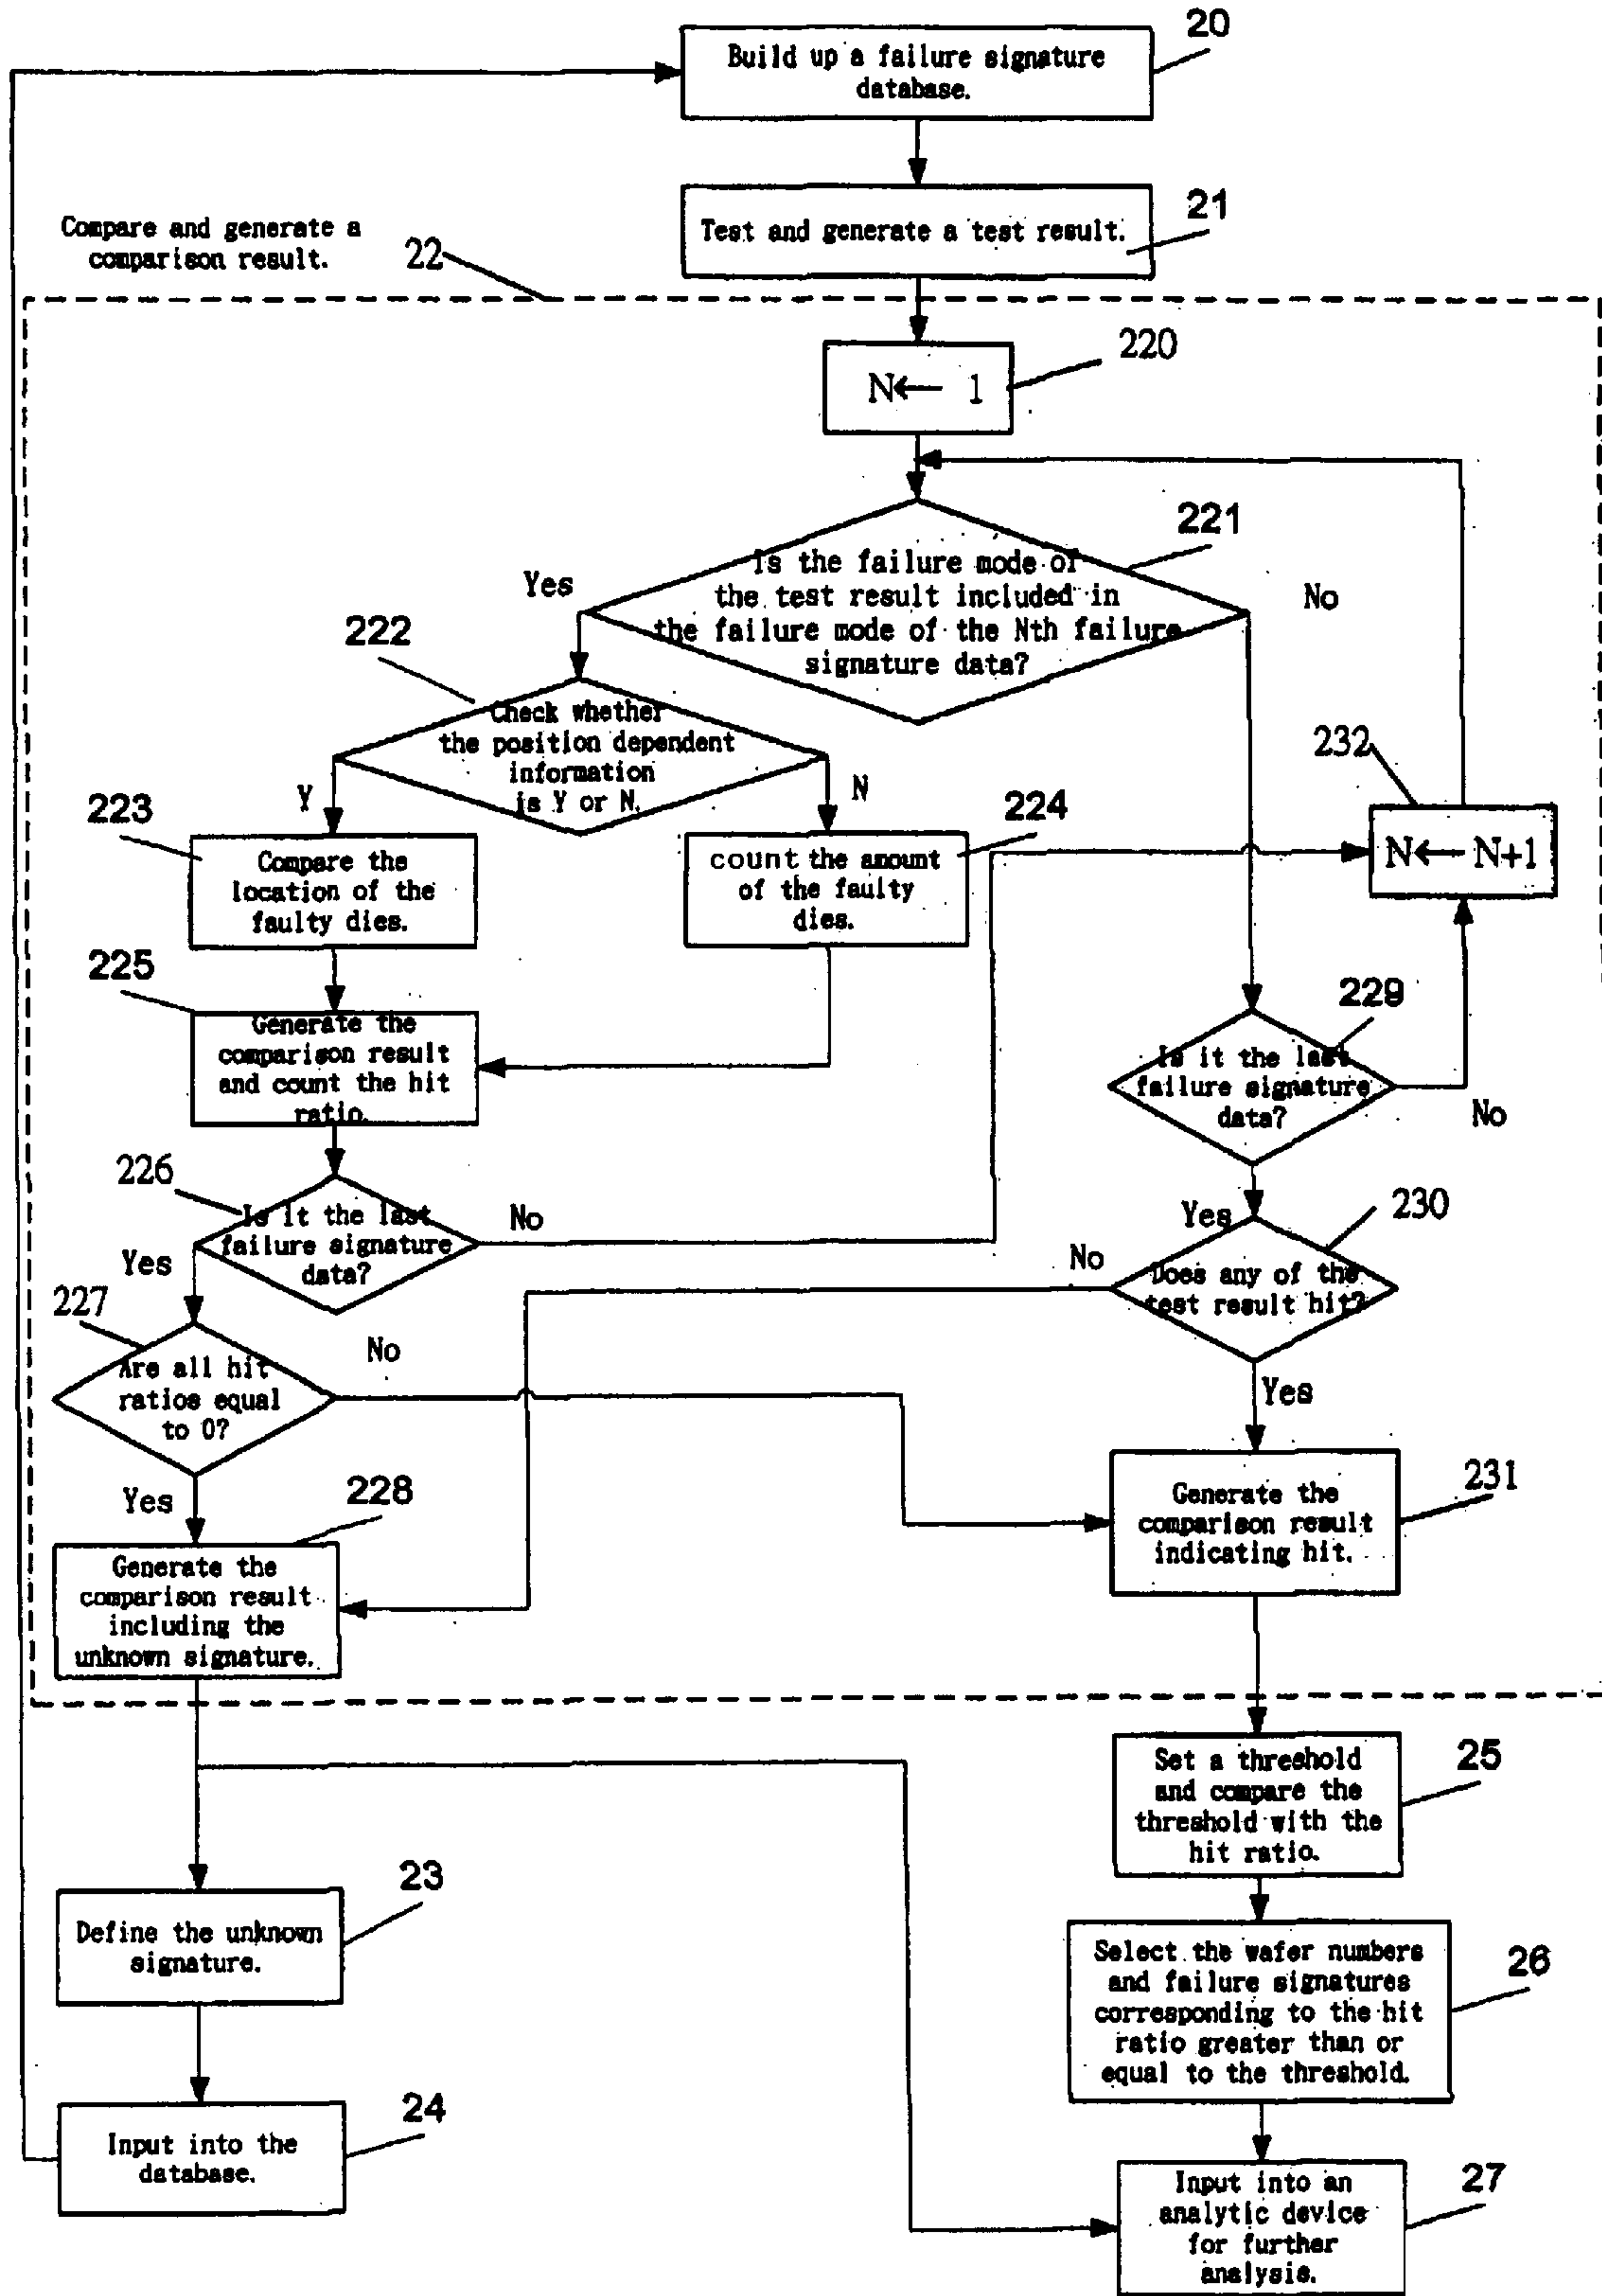 20
Build up a failure signature
database.
21
Test and generate a test result.
Compare and generate a
comparison result.
22
220
N← 1
221
Is the failure mode of
the test result included in
the failure mode of the Nth failure
signature data?
Yes
No
222
Check whether
the position dependent
information
is Y or N.
Y
N
232
N← N+1
223
Compare the
location of the
faulty dies.
224
count the amount
of the faulty
dies.
225
Generate the
comparison result
and count the hit
ratio.
229
Is it the last
failure signature
data?
No
Yes
226
Is it the last
failure signature
data?
No
Yes
230
Does any of the
test result hit?
No
Yes
227
Are all hit
ratios equal
to 0?
No
Yes
228
Generate the
comparison result
including the
unknown signature.
231
Generate the
comparison result
indicating hit.
25
Set a threshold
and compare the
threshold with the
hit ratio.
23
Define the unknown
signature.
26
Select the wafer numbers
and failure signatures
corresponding to the hit
ratio greater than or
equal to the threshold.
24
Input into the
database.
27
Input into an
analytic device
for further
analysis.